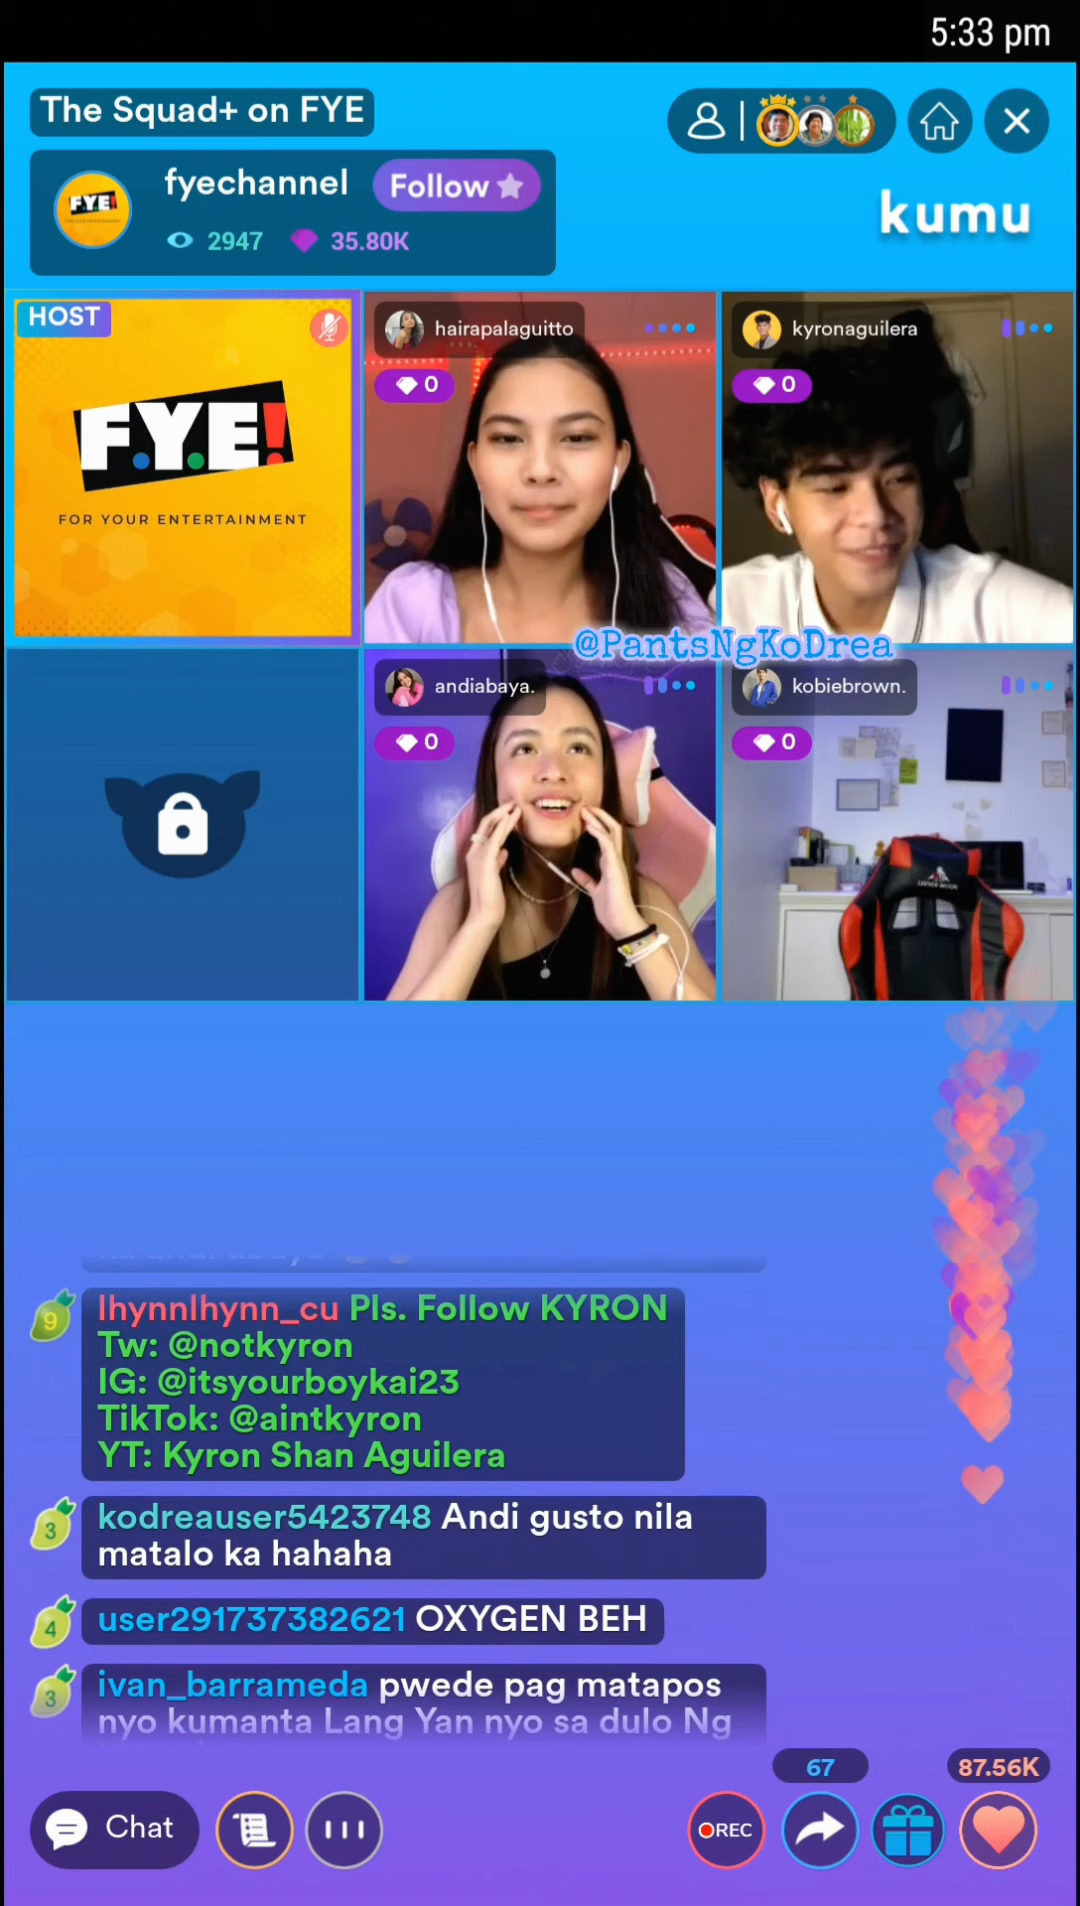 5:33 pm
The Squad+ on FYE
fyechannel
Follow
2947
35.80K
kumu
HOST
F.Y.E!
FOR YOUR ENTERTAINMENT
hairapalaguitto
0
kyronaguilera
0
@PantsNgKoDrea
andiabaya.
0
kobiebrown.
0
9
lhynnlhynn_cu Pls. Follow KYRON
Tw: @notkyron
IG: @itsyourboykai23
TikTok: @aintkyron
YT: Kyron Shan Aguilera
3
kodreauser5423748 Andi gusto nila
matalo ka hahaha
4
user291737382621 OXYGEN BEH
3
ivan_barrameda pwede pag matapos
nyo kumanta Lang Yan nyo sa dulo Ng
67
87.56K
Chat
REC